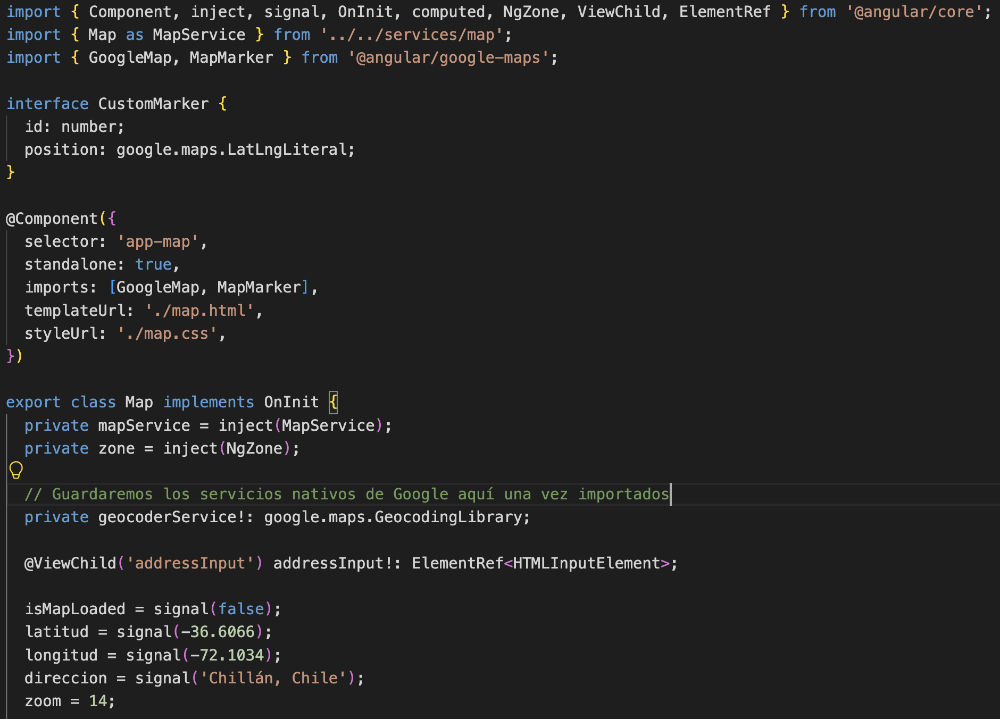 import { Component, inject, signal, OnInit, computed, NgZone, ViewChild, ElementRef } from '@angular/core';
import { Map as MapService } from '../../services/map';
import { GoogleMap, MapMarker } from '@angular/google-maps';
interface CustomMarker {
id: number;
position: google.maps.LatLngLiteral;
}
@Component({
selector: 'app-map',
standalone: true,
imports: [GoogleMap, MapMarker],
templateUrl: './map.html',
styleUrl: './map.css',
})
export class Map implements OnInit {
private mapService = inject(MapService);
private zone = inject(NgZone);
// Guardaremos los servicios nativos de Google aquí una vez importados
private geocoderService!: google.maps.GeocodingLibrary;
@ViewChild('addressInput') addressInput!: ElementRef<HTMLInputElement>;
isMapLoaded = signal(false);
latitud = signal(-36.6066);
longitud = signal(-72.1034);
direccion = signal('Chillán, Chile');
zoom = 14;